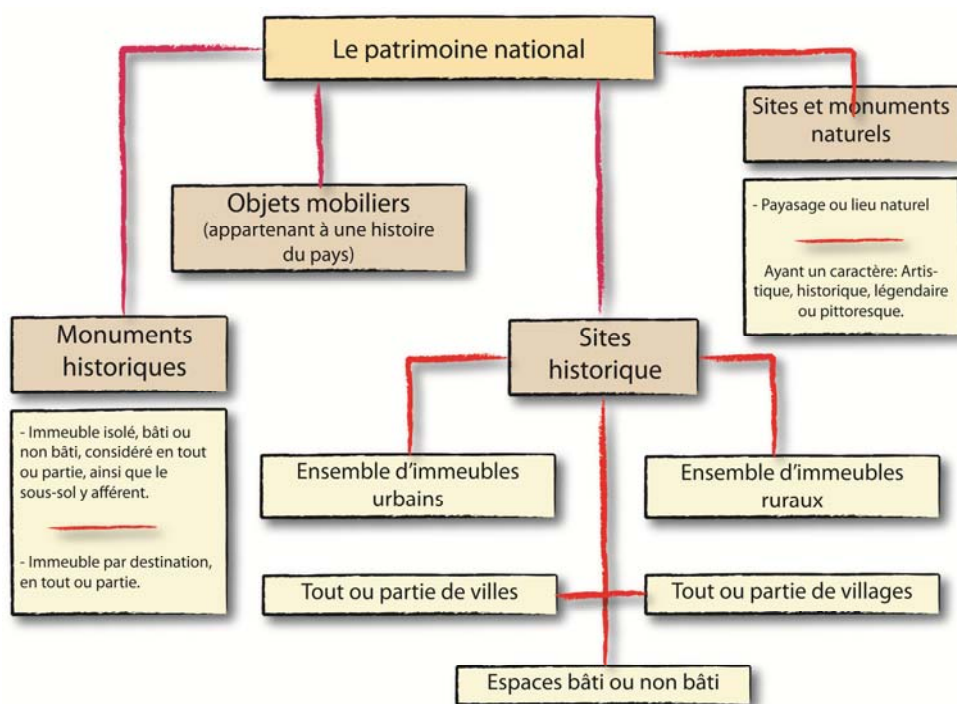 Le patrimoine national
Sites et monuments
naturels
- Payasage ou lieu naturel
Ayant un caractère: Artis-
tique, historique, légendaire
ou pittoresque.
Objets mobiliers
(appartenant à une histoire
du pays)
Monuments
historiques
- Immeuble isolé, bâti ou
non bâti, considéré en tout
ou partie, ainsi que le
sous-sol y afférent.
- Immeuble par destination,
en tout ou partie.
Sites
historique
Ensemble d'immeubles
urbains
Ensemble d'immeubles
ruraux
Tout ou partie de villes
Tout ou partie de villages
Espaces bâti ou non bâti